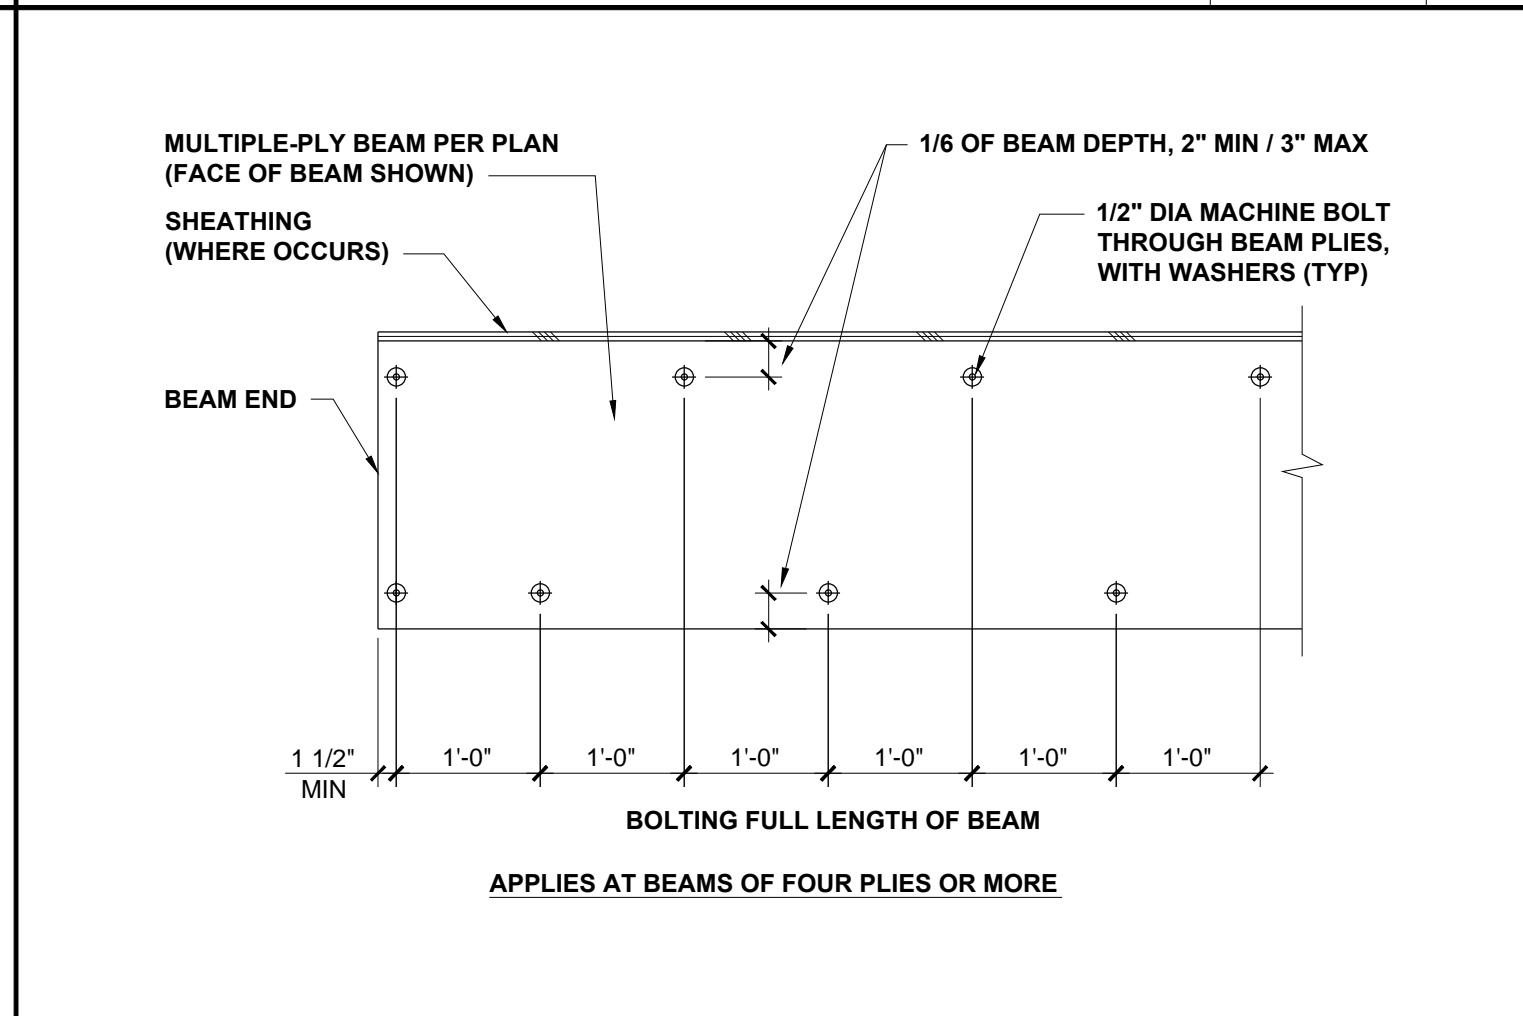 MULTIPLE-PLY BEAM PER PLAN
(FACE OF BEAM SHOWN)
SHEATHING
(WHERE OCCURS)
BEAM END
1/6 OF BEAM DEPTH, 2" MIN / 3" MAX
1/2" DIA MACHINE BOLT
THROUGH BEAM PLIES,
WITH WASHERS (TYP)
1 1/2"
MIN
1'-0"
1'-0"
1'-0"
1'-0"
1'-0"
1'-0"
BOLTING FULL LENGTH OF BEAM
APPLIES AT BEAMS OF FOUR PLIES OR MORE